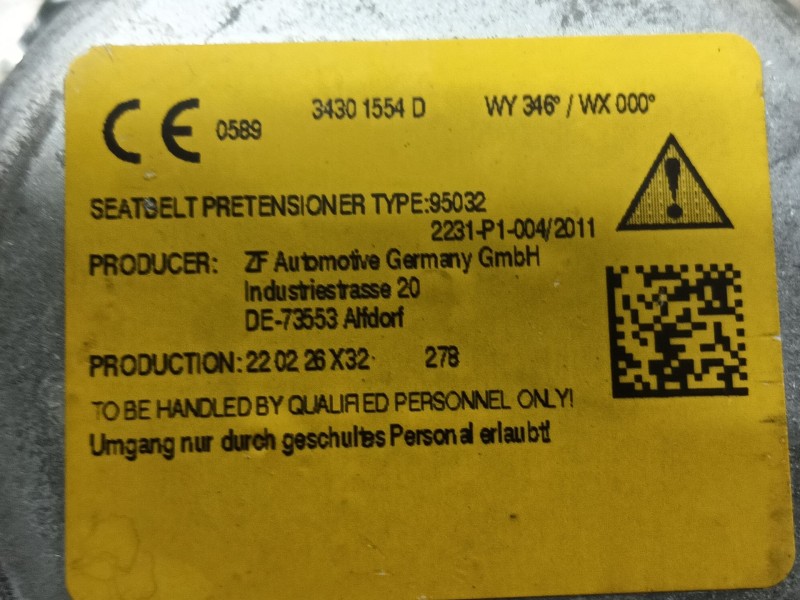 CE 0589 34301554 D WY 346° / WX 000°
SEATBELT PRETENSIONER TYPE:95032
2231-P1-004/2011
PRODUCER: ZF Automotive Germany GmbH
Industriestrasse 20
DE-73553 Alfdorf
PRODUCTION: 22 02 26 X32 278
TO BE HANDLED BY QUALIFIED PERSONNEL ONLY!
Umgang nur durch geschultes Personal erlaubt!